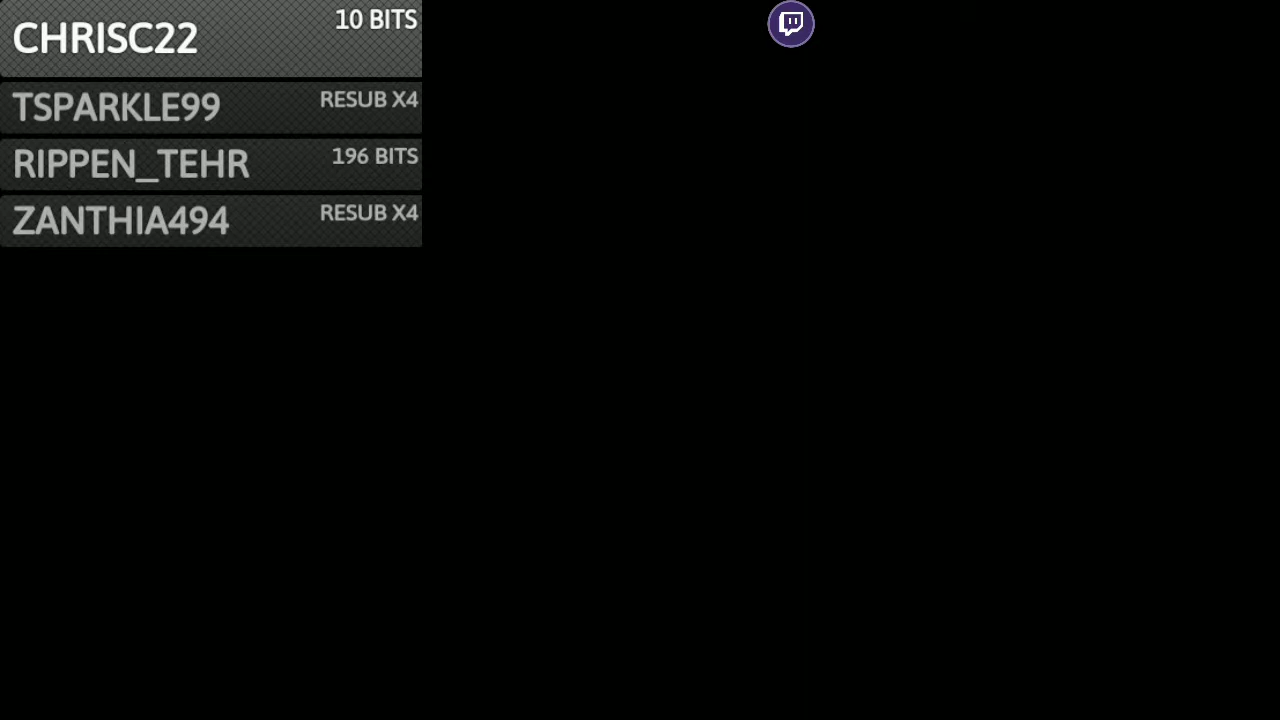 CHRISC22 10 BITS
TSPARKLE99 RESUB X4
RIPPEN_TEHR 196 BITS
ZANTHIA494 RESUB X4